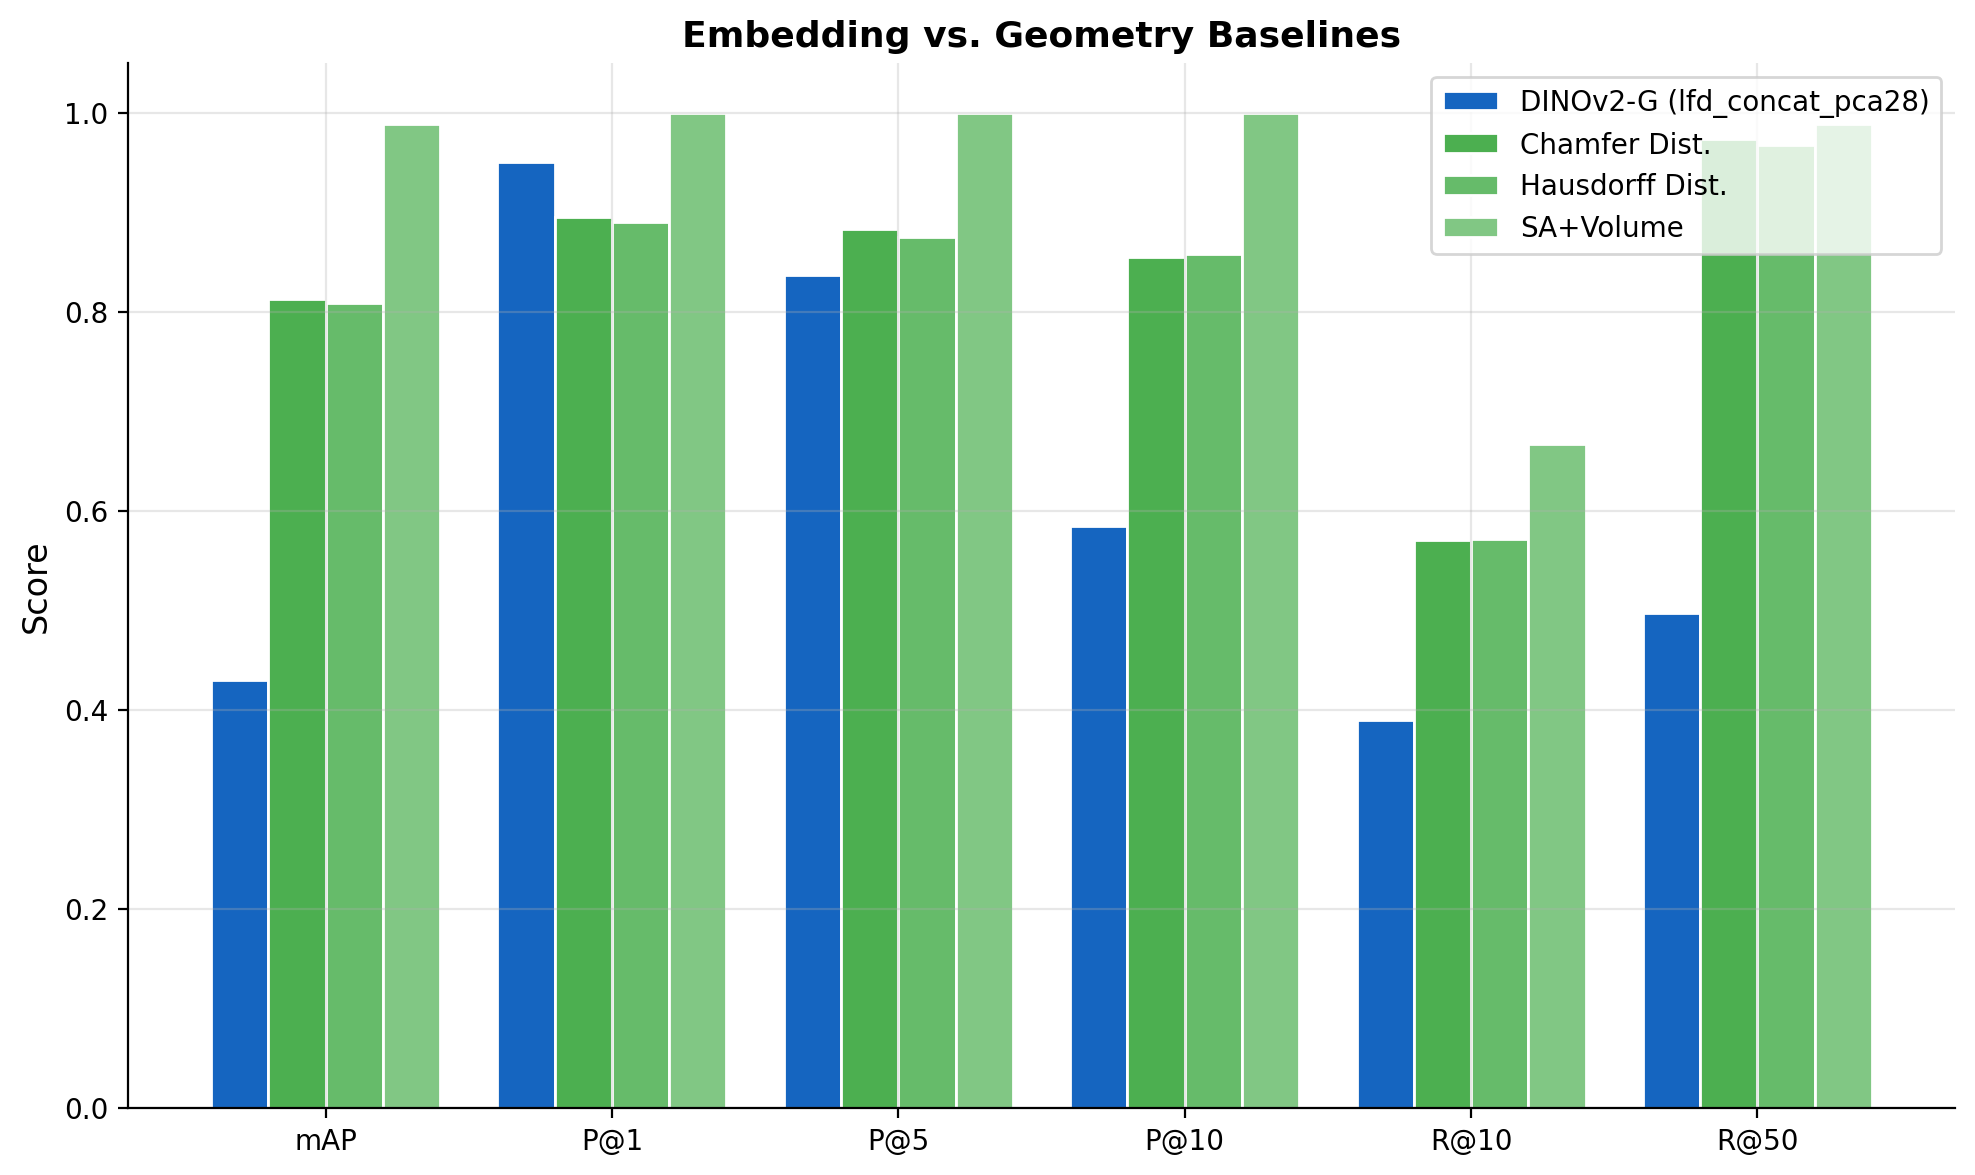 Embedding vs. Geometry Baselines
DINOv2-G (lfd_concat_pca28)
Chamfer Dist.
Hausdorff Dist.
SA+Volume
Score
1.0
0.8
0.6
0.4
0.2
0.0
mAP
P@1
P@5
P@10
R@10
R@50